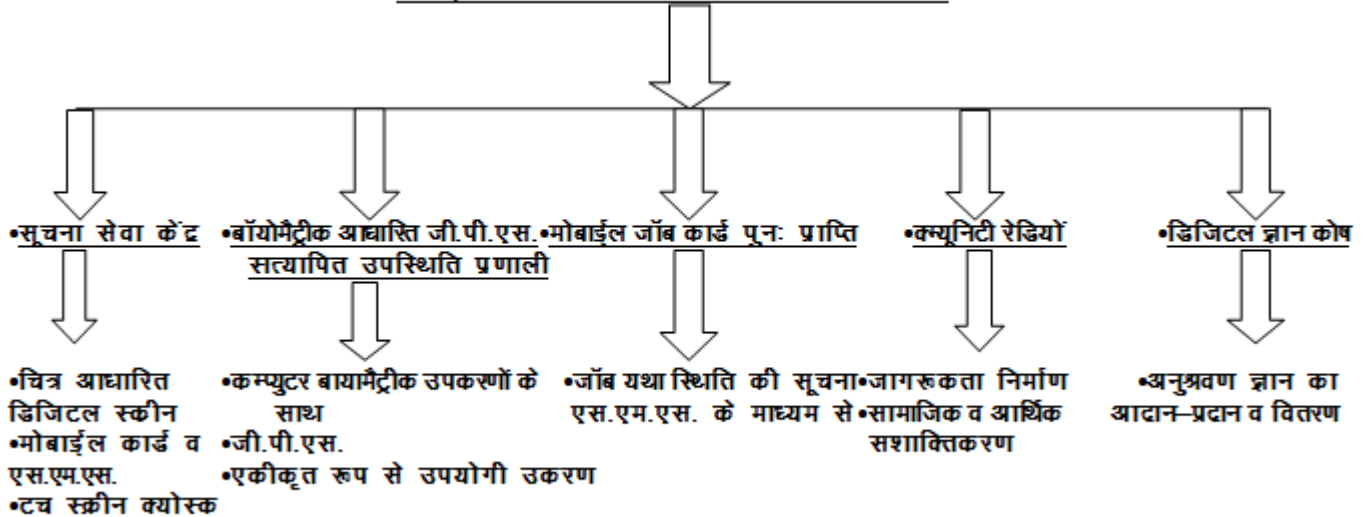 •सूचना सेवा केंद्र
•बॉयोमैट्रीक आधारित जी.पी.एस.
सत्यापित उपस्थिति प्रणाली
•मोबाईल जॉब कार्ड पुनः प्राप्ति
•क्म्यूनिटी रेडियों
•डिजिटल ज्ञान कोष
•चित्र आधारित
डिजिटल स्क्रीन
•मोबाईल कार्ड व
एस.एम.एस.
•टच स्क्रीन क्योस्क
•कम्प्युटर बायामैट्रीक उपकरणों के
साथ
•जी.पी.एस.
•एकीकृत रूप से उपयोगी उकरण
•जॉब यथा स्थिति की सूचना
एस.एम.एस. के माध्यम से
•जागरूकता निर्माण
•सामाजिक व आर्थिक
सशाक्तिकरण
•अनुश्रवण ज्ञान का
आदान–प्रदान व वितरण